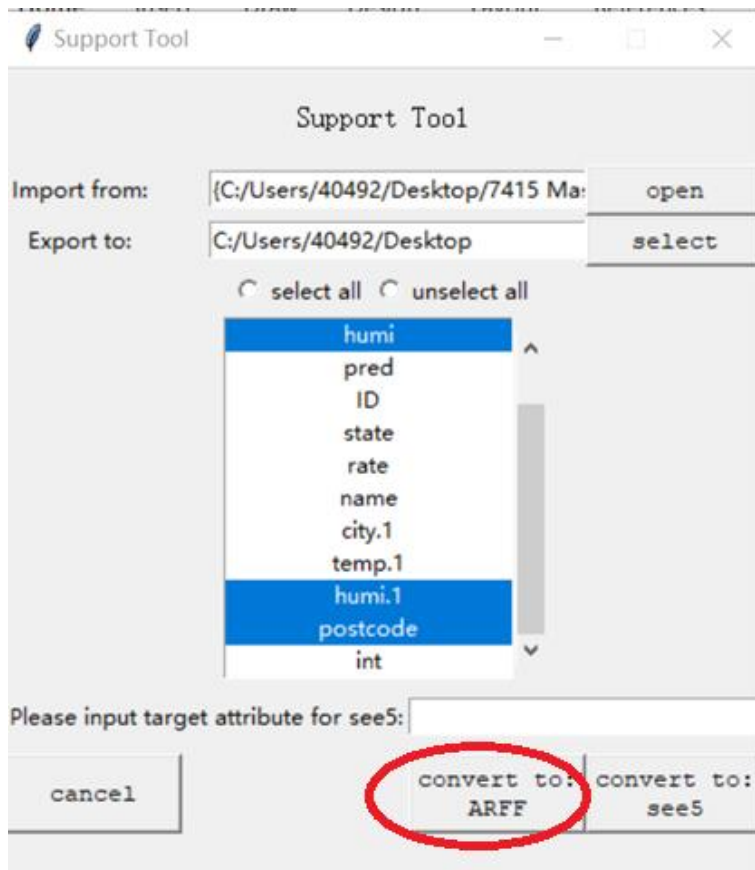 Support Tool
Support Tool
Import from: {C:/Users/40492/Desktop/7415 Ma open
Export to: C:/Users/40492/Desktop select
select all unselect all
humi
pred
ID
state
rate
name
city.1
temp.1
humi.1
postcode
int
Please input target attribute for see5:
cancel
convert to:
ARFF
convert to:
see5